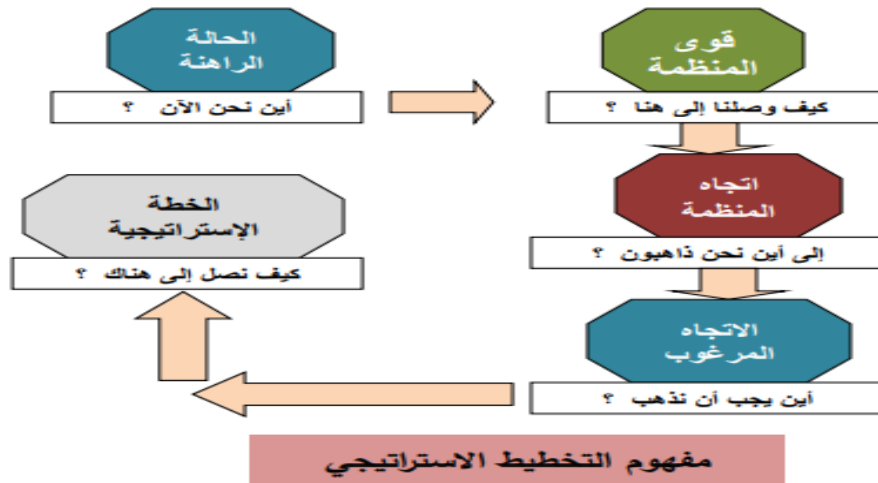 الحالة
الراهنة
أين نحن الآن ؟
قوى
المنظمة
كيف وصلنا إلى هنا ؟
اتجاه
المنظمة
إلى أين نحن ذاهبون ؟
الاتجاه
المرغوب
أين يجب أن نذهب ؟
الخطة
الإستراتيجية
كيف نصل إلى هناك ؟
مفهوم التخطيط الاستراتيجي